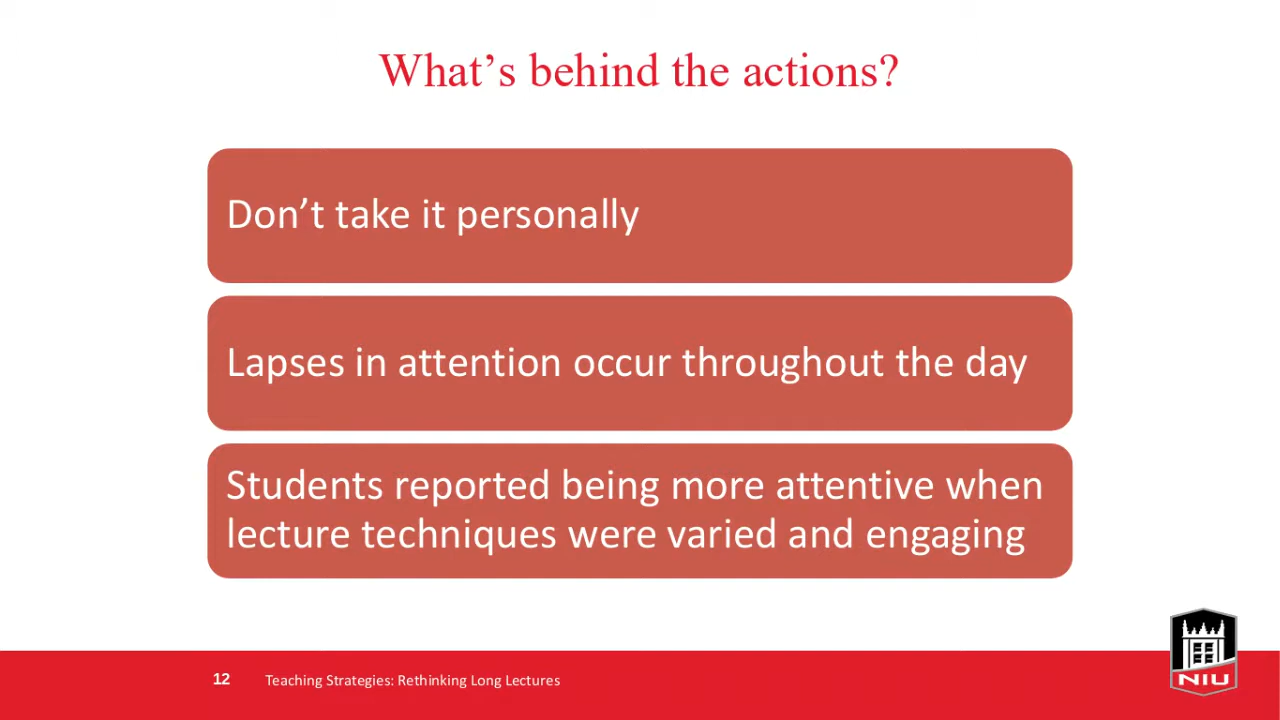 What’s behind the actions?
Don’t take it personally
Lapses in attention occur throughout the day
Students reported being more attentive when
lecture techniques were varied and engaging
12
Teaching Strategies: Rethinking Long Lectures
NIU